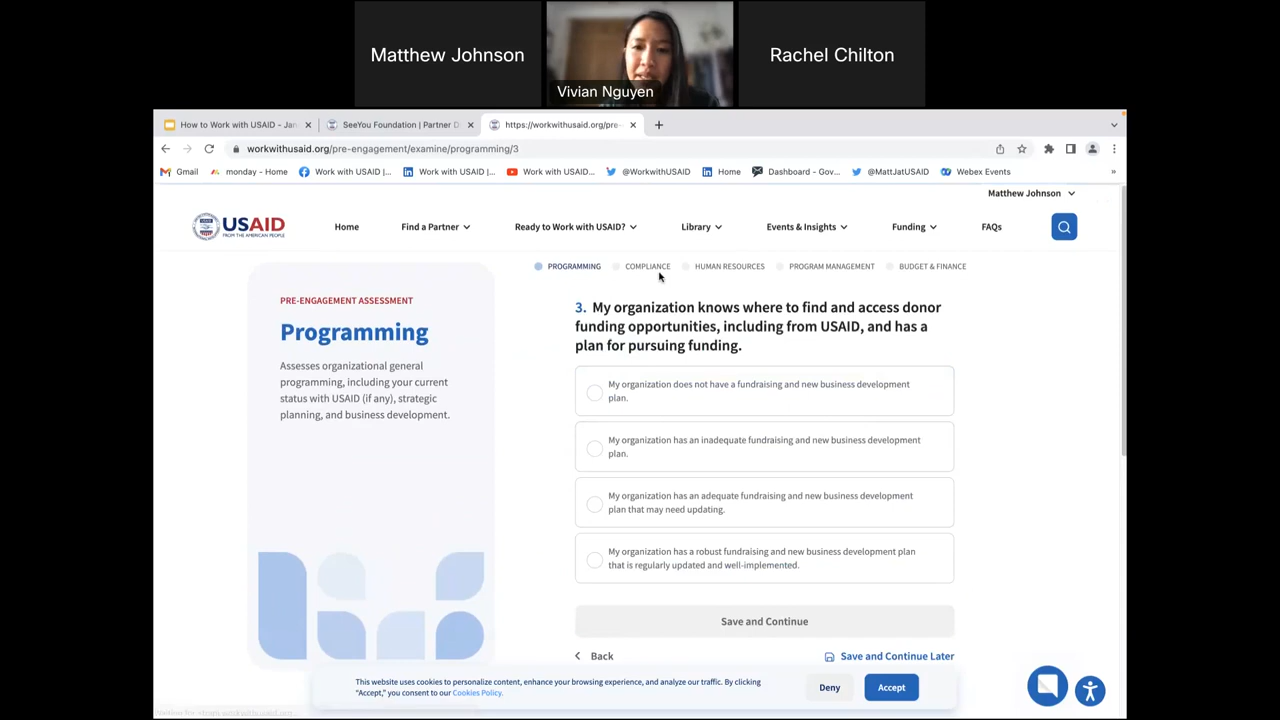 Matthew Johnson
Vivian Nguyen
Rachel Chilton
How to Work with USAID - Jan
SeeYou Foundation | Partner D
https://workwithusaid.org/pre-
workwithusaid.org/pre-engagement/examine/programming/3
Gmail
monday - Home
Work with USAID |...
Work with USAID |...
Work with USAID...
@WorkwithUSAID
Home
Dashboard - Gov...
@MattJatUSAID
Webex Events
»
Matthew Johnson
USAID
FROM THE AMERICAN PEOPLE
Home
Find a Partner
Ready to Work with USAID?
Library
Events & Insights
Funding
FAQs
PROGRAMMING
COMPLIANCE
HUMAN RESOURCES
PROGRAM MANAGEMENT
BUDGET & FINANCE
PRE-ENGAGEMENT ASSESSMENT
Programming
Assesses organizational general
programming, including your current
status with USAID (if any), strategic
planning, and business development.
3. My organization knows where to find and access donor
funding opportunities, including from USAID, and has a
plan for pursuing funding.
My organization does not have a fundraising and new business development
plan.
My organization has an inadequate fundraising and new business development
plan.
My organization has an adequate fundraising and new business development
plan that may need updating.
My organization has a robust fundraising and new business development plan
that is regularly updated and well-implemented.
Save and Continue
Back
Save and Continue Later
This website uses cookies to personalize content, enhance your browsing experience, and analyze our traffic. By clicking
"Accept," you consent to our Cookies Policy.
Deny
Accept